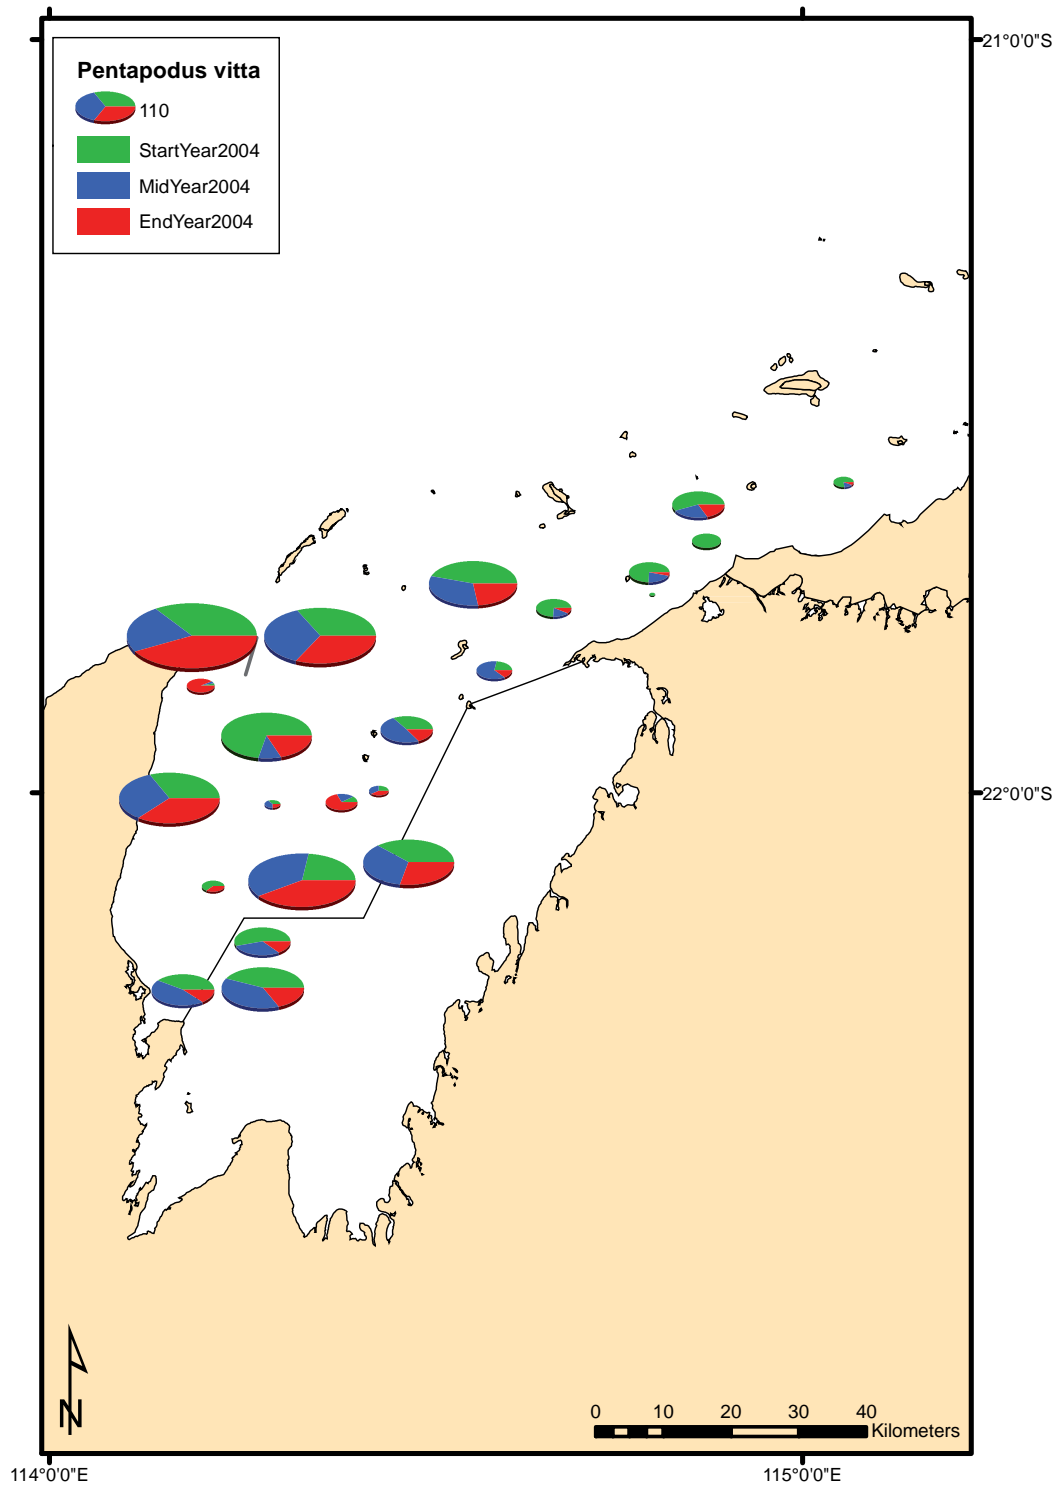 Pentapodus vitta
110
StartYear2004
MidYear2004
EndYear2004
21°0'0"S
22°0'0"S
N
0 10 20 30 40
Kilometers
114°0'0"E
115°0'0"E